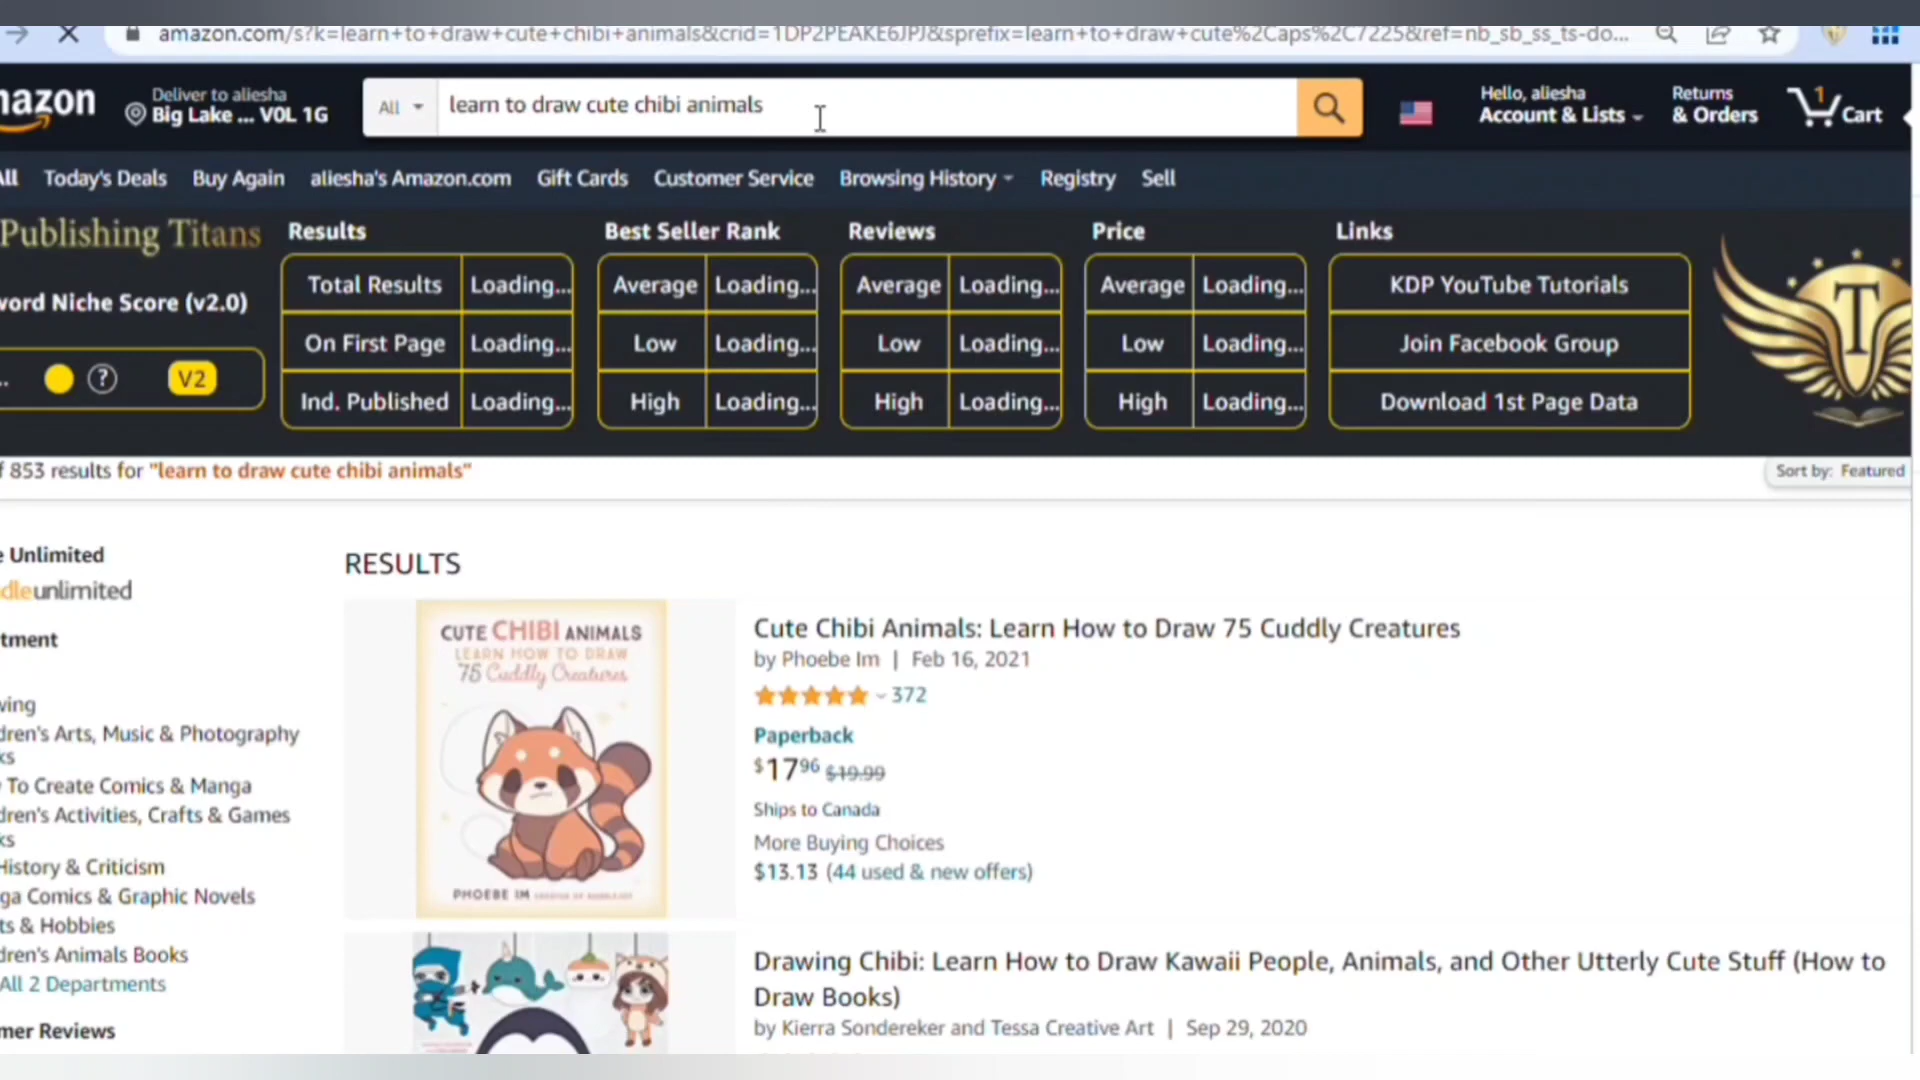 amazon.com/s?k=learn+to+draw+cute+chibi+animals&crid=1DP2PEAKE6JPJ&sprefix=learn+to+draw+cute%2Caps%2C7225&ref=nb_sb_ss_ts-do...
mazon
Deliver to aliesha
Big Lake ... V0L 1G
All
learn to draw cute chibi animals
Hello, aliesha
Account & Lists
Returns
& Orders
1
Cart
All
Today's Deals
Buy Again
aliesha's Amazon.com
Gift Cards
Customer Service
Browsing History
Registry
Sell
Publishing Titans
word Niche Score (v2.0)
..
?
V2
Results
Total Results Loading...
On First Page Loading...
Ind. Published Loading...
Best Seller Rank
Average Loading...
Low Loading...
High Loading...
Reviews
Average Loading...
Low Loading...
High Loading...
Price
Average Loading...
Low Loading...
High Loading...
Links
KDP YouTube Tutorials
Join Facebook Group
Download 1st Page Data
T
f 853 results for "learn to draw cute chibi animals"
Sort by: Featured
e Unlimited
dleunlimited
tment
wing
dren's Arts, Music & Photography
ks
To Create Comics & Manga
dren's Activities, Crafts & Games
ks
History & Criticism
ga Comics & Graphic Novels
ts & Hobbies
dren's Animals Books
All 2 Departments
mer Reviews
RESULTS
CUTE CHIBI ANIMALS
LEARN HOW TO DRAW
75 Cuddly Creatures
PHOEBE IM
Cute Chibi Animals: Learn How to Draw 75 Cuddly Creatures
by Phoebe Im | Feb 16, 2021
372
Paperback
$1796 $19.99
Ships to Canada
More Buying Choices
$13.13 (44 used & new offers)
Drawing Chibi: Learn How to Draw Kawaii People, Animals, and Other Utterly Cute Stuff (How to
Draw Books)
by Kierra Sondereker and Tessa Creative Art | Sep 29, 2020